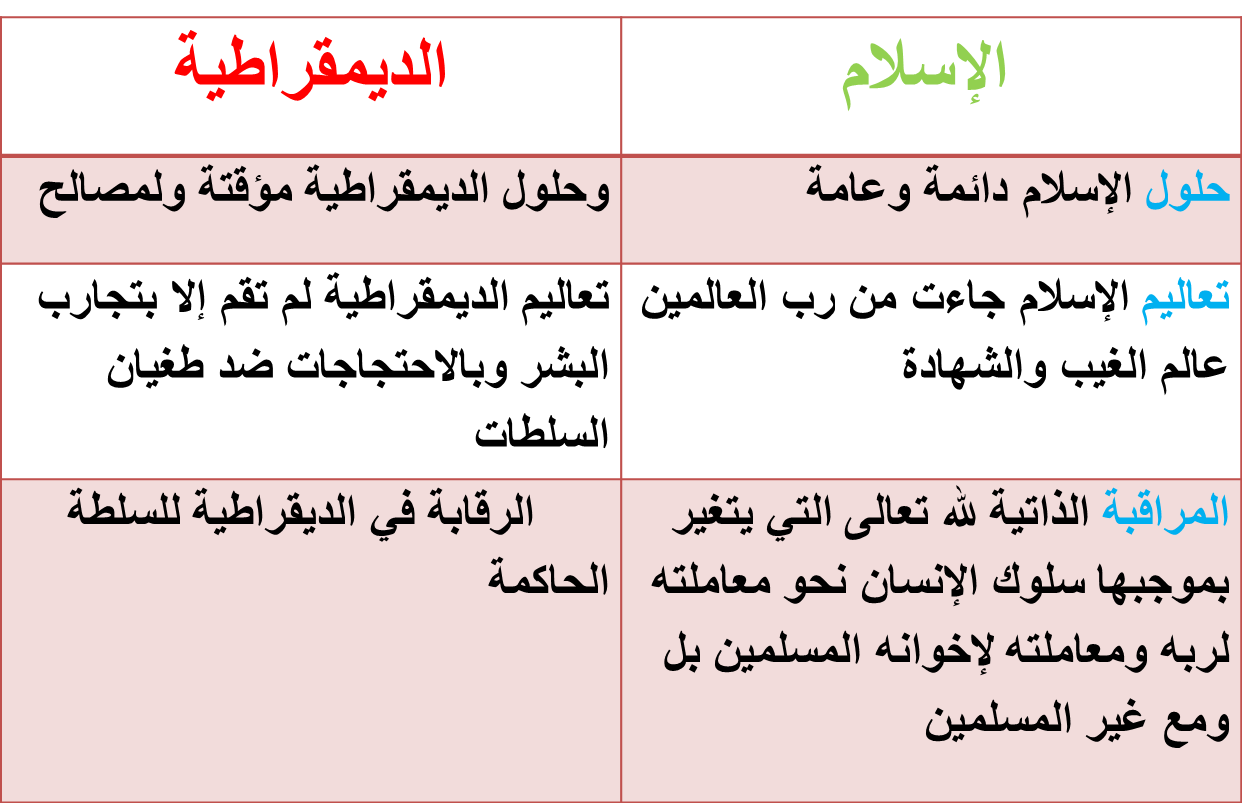 الإسلام
الديمقراطية
حلول الإسلام دائمة وعامة
وحلول الديمقراطية مؤقتة ولمصالح
تعاليم الإسلام جاءت من رب العالمين
عالم الغيب والشهادة
تعاليم الديمقراطية لم تقم إلا بتجارب
البشر وبالاحتجاجات ضد طغيان
السلطات
المراقبة الذاتية لله تعالى التي يتغير
بموجبها سلوك الإنسان نحو معاملته
لربه ومعاملته لإخوانه المسلمين بل
ومع غير المسلمين
الرقابة في الديقراطية للسلطة
الحاكمة